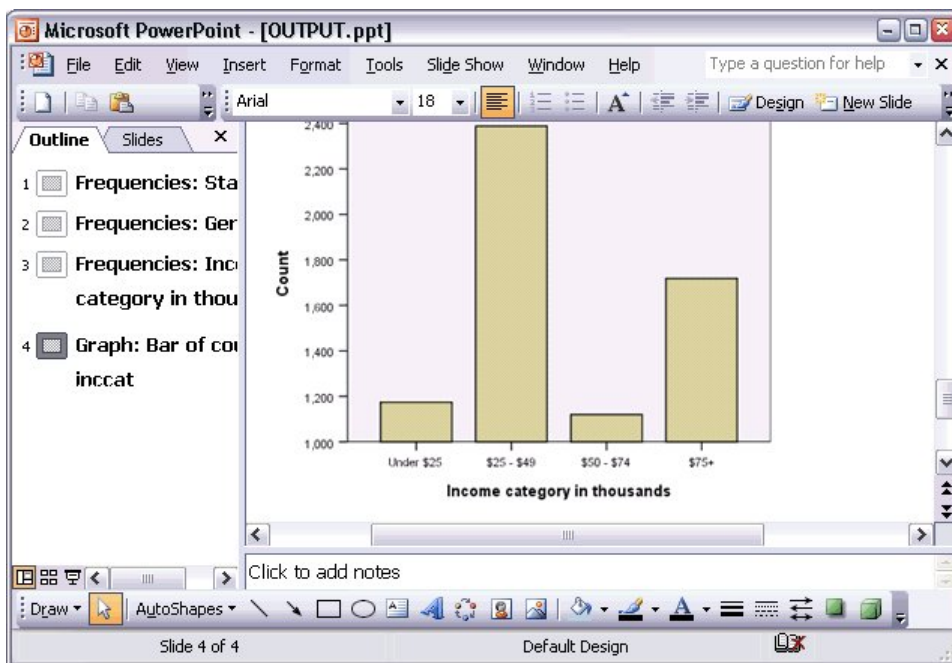 Microsoft PowerPoint - [OUTPUT.ppt]
File Edit View Insert Format Tools Slide Show Window Help Type a question for help
Arial 18 Design New Slide
Outline Slides
1 Frequencies: Sta
2 Frequencies: Ger
3 Frequencies: Inc
category in thou
4 Graph: Bar of cou
inccat
2,400
2,200
2,000
1,800
1,600
1,400
1,200
1,000
Count
Under $25 $25 - $49 $50 - $74 $75+
Income category in thousands
Click to add notes
Draw AutoShapes
Slide 4 of 4 Default Design